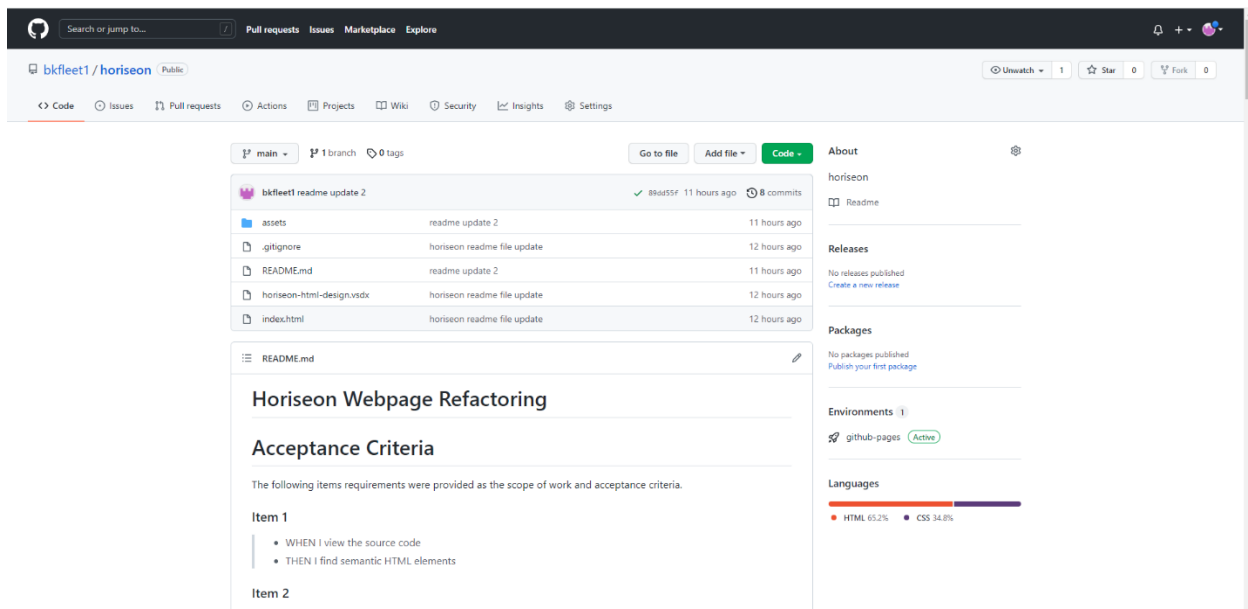 Search or jump to... / Pull requests Issues Marketplace Explore
bkfleet1 / horiseon Public Unwatch 1 Star 0 Fork 0
<> Code Issues Pull requests Actions Projects Wiki Security Insights Settings
main 1 branch 0 tags Go to file Add file Code
bkfleet1 readme update 2 89dd55f 11 hours ago 8 commits
assets readme update 2 11 hours ago
.gitignore horiseon readme file update 12 hours ago
README.md readme update 2 11 hours ago
horiseon-html-design.vsdx horiseon readme file update 12 hours ago
index.html horiseon readme file update 12 hours ago
README.md
Horiseon Webpage Refactoring
Acceptance Criteria
The following items requirements were provided as the scope of work and acceptance criteria.
Item 1
• WHEN I view the source code
• THEN I find semantic HTML elements
Item 2
About
horiseon
Readme
Releases
No releases published
Create a new release
Packages
No packages published
Publish your first package
Environments 1
github-pages Active
Languages
HTML 65.2% CSS 34.8%